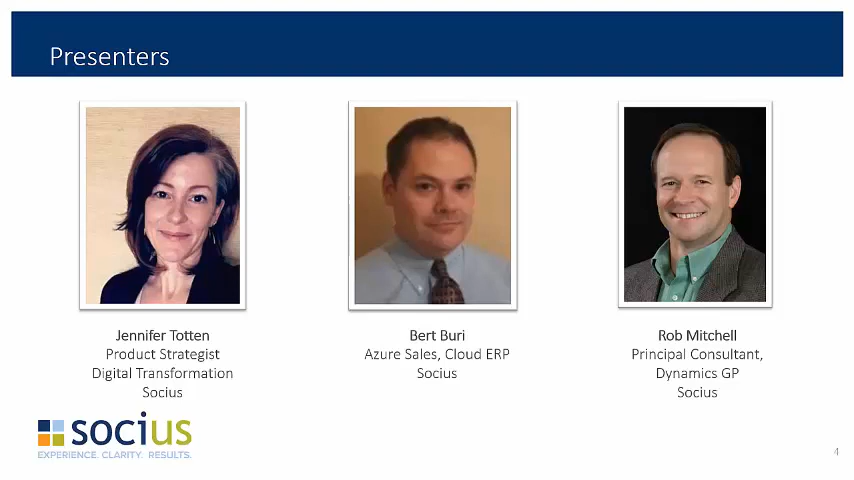 Presenters
Jennifer Totten
Product Strategist
Digital Transformation
Socius
Bert Buri
Azure Sales, Cloud ERP
Socius
Rob Mitchell
Principal Consultant,
Dynamics GP
Socius
socius
EXPERIENCE. CLARITY. RESULTS.
4